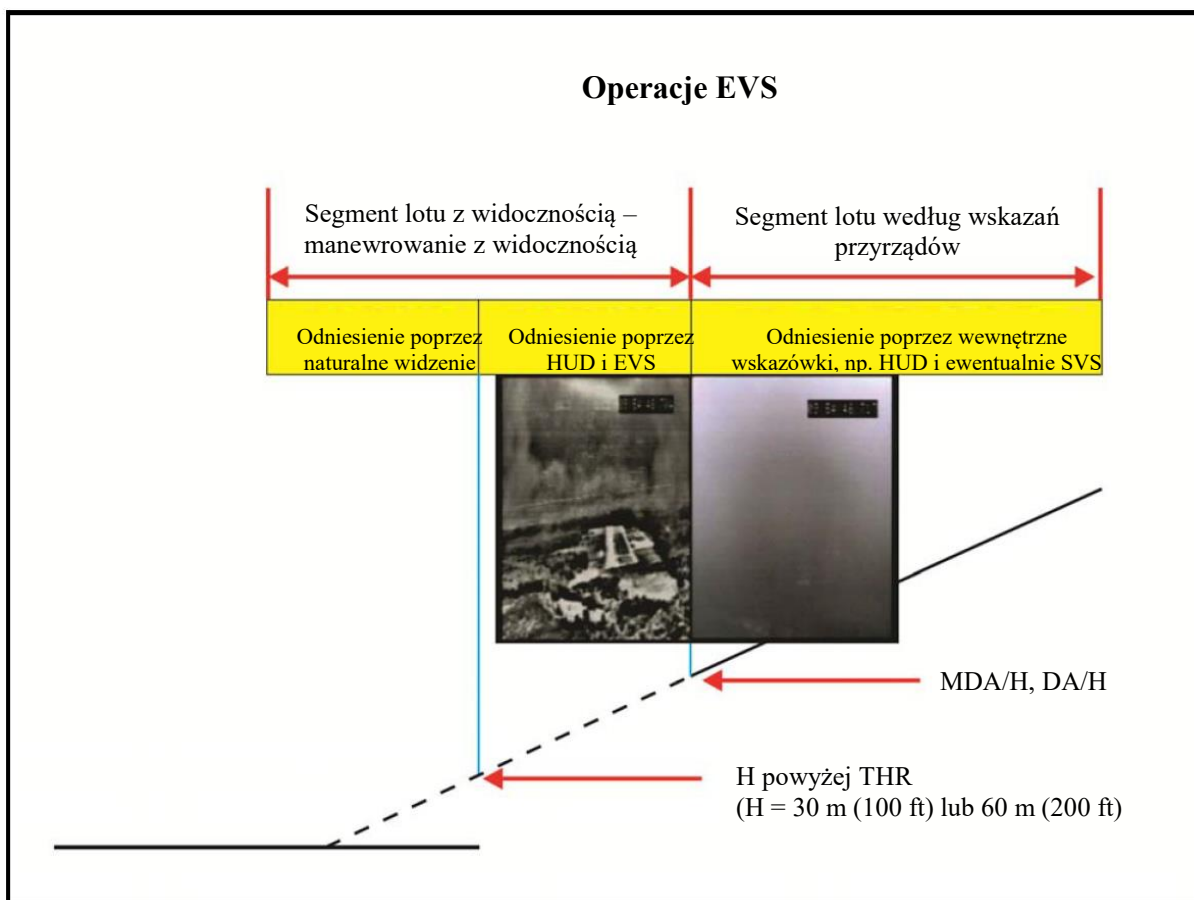 Operacje EVS
Segment lotu z widocznością –
manewrowanie z widocznością
Segment lotu według wskazań
przyrządów
Odniesienie poprzez
naturalne widzenie
Odniesienie poprzez
HUD i EVS
Odniesienie poprzez wewnętrzne
wskazówki, np. HUD i ewentualnie SVS
MDA/H, DA/H
H powyżej THR
(H = 30 m (100 ft) lub 60 m (200 ft)